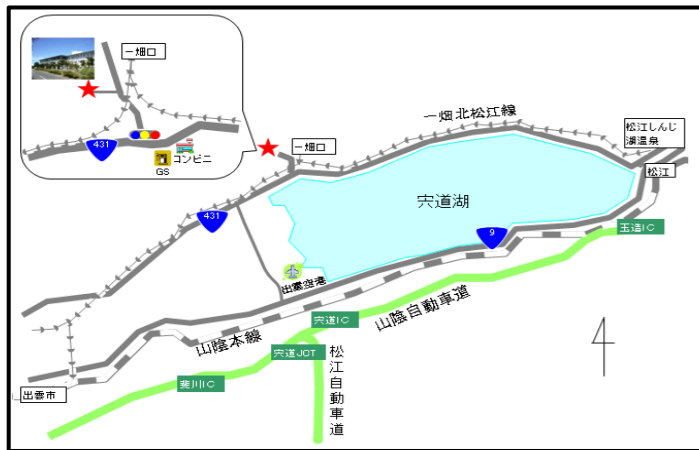 一畑口
431
コンビニ
GS
一畑口
一畑北松江線
松江しんじ
湖温泉
松江
宍道湖
431
9
玉造IC
出雲空港
宍道IC
山陰自動車道
山陰本線
宍道JCT
松江自動車道
斐川IC
出雲市